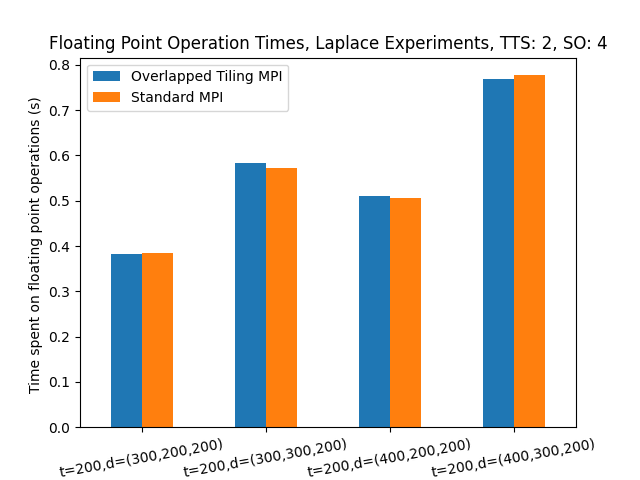 Floating Point Operation Times, Laplace Experiments, TTS: 2, SO: 4
Overlapped Tiling MPI
Standard MPI
Time spent on floating point operations (s)
0.8
0.7
0.6
0.5
0.4
0.3
0.2
0.1
0.0
t=200,d=(300,200,200)
t=200,d=(300,300,200)
t=200,d=(400,200,200)
t=200,d=(400,300,200)